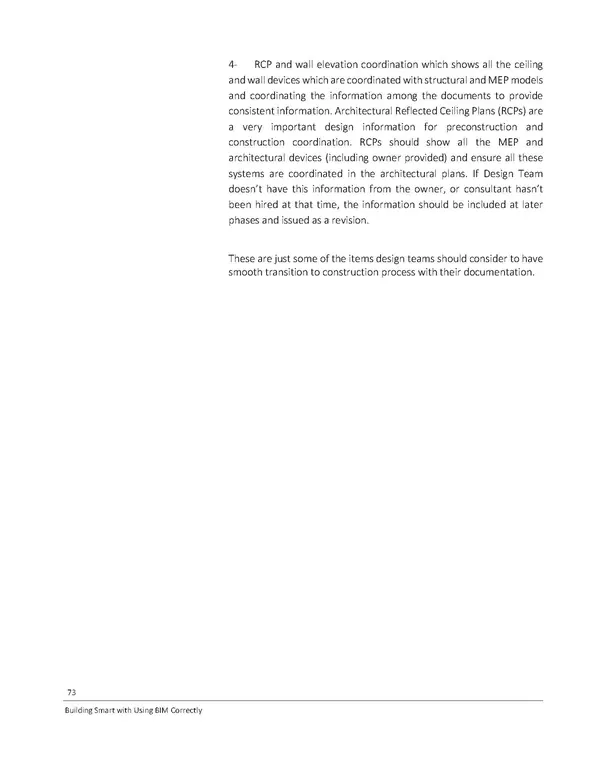 4- RCP and wall elevation coordination which shows all the ceiling
and wall devices which are coordinated with structural and MEP models
and coordinating the information among the documents to provide
consistent information. Architectural Reflected Ceiling Plans (RCPs) are
a very important design information for preconstruction and
construction coordination. RCPs should show all the MEP and
architectural devices (including owner provided) and ensure all these
systems are coordinated in the architectural plans. If Design Team
doesn't have this information from the owner, or consultant hasn't
been hired at that time, the information should be included at later
phases and issued as a revision.
These are just some of the items design teams should consider to have
smooth transition to construction process with their documentation.
73
Building Smart with Using BIM Correctly